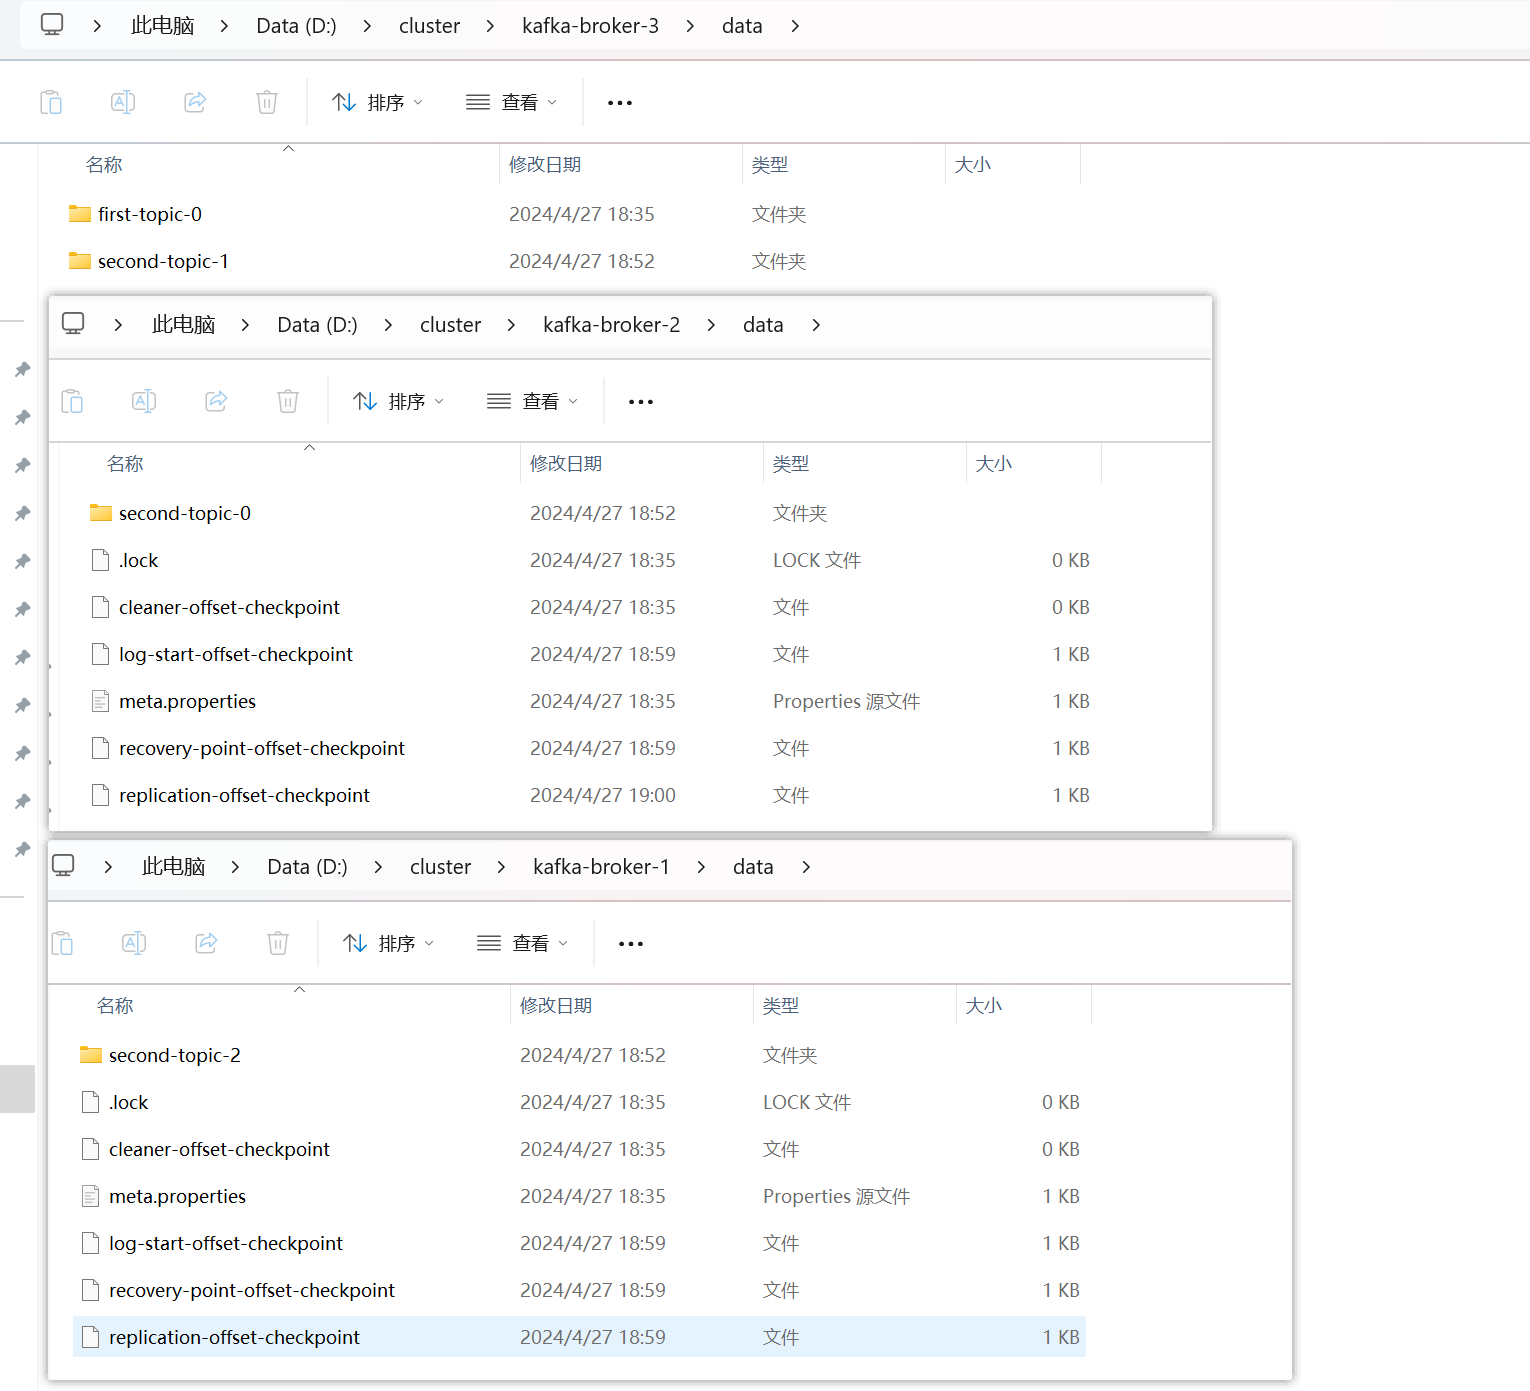 此电脑 > Data (D:) > cluster > kafka-broker-3 > data >
排序 查看 ...
名称 修改日期 类型 大小
first-topic-0 2024/4/27 18:35 文件夹
second-topic-1 2024/4/27 18:52 文件夹
此电脑 > Data (D:) > cluster > kafka-broker-2 > data >
排序 查看 ...
名称 修改日期 类型 大小
second-topic-0 2024/4/27 18:52 文件夹
.lock 2024/4/27 18:35 LOCK 文件 0 KB
cleaner-offset-checkpoint 2024/4/27 18:35 文件 0 KB
log-start-offset-checkpoint 2024/4/27 18:59 文件 1 KB
meta.properties 2024/4/27 18:35 Properties 源文件 1 KB
recovery-point-offset-checkpoint 2024/4/27 18:59 文件 1 KB
replication-offset-checkpoint 2024/4/27 19:00 文件 1 KB
此电脑 > Data (D:) > cluster > kafka-broker-1 > data >
排序 查看 ...
名称 修改日期 类型 大小
second-topic-2 2024/4/27 18:52 文件夹
.lock 2024/4/27 18:35 LOCK 文件 0 KB
cleaner-offset-checkpoint 2024/4/27 18:35 文件 0 KB
meta.properties 2024/4/27 18:35 Properties 源文件 1 KB
log-start-offset-checkpoint 2024/4/27 18:59 文件 1 KB
recovery-point-offset-checkpoint 2024/4/27 18:59 文件 1 KB
replication-offset-checkpoint 2024/4/27 18:59 文件 1 KB